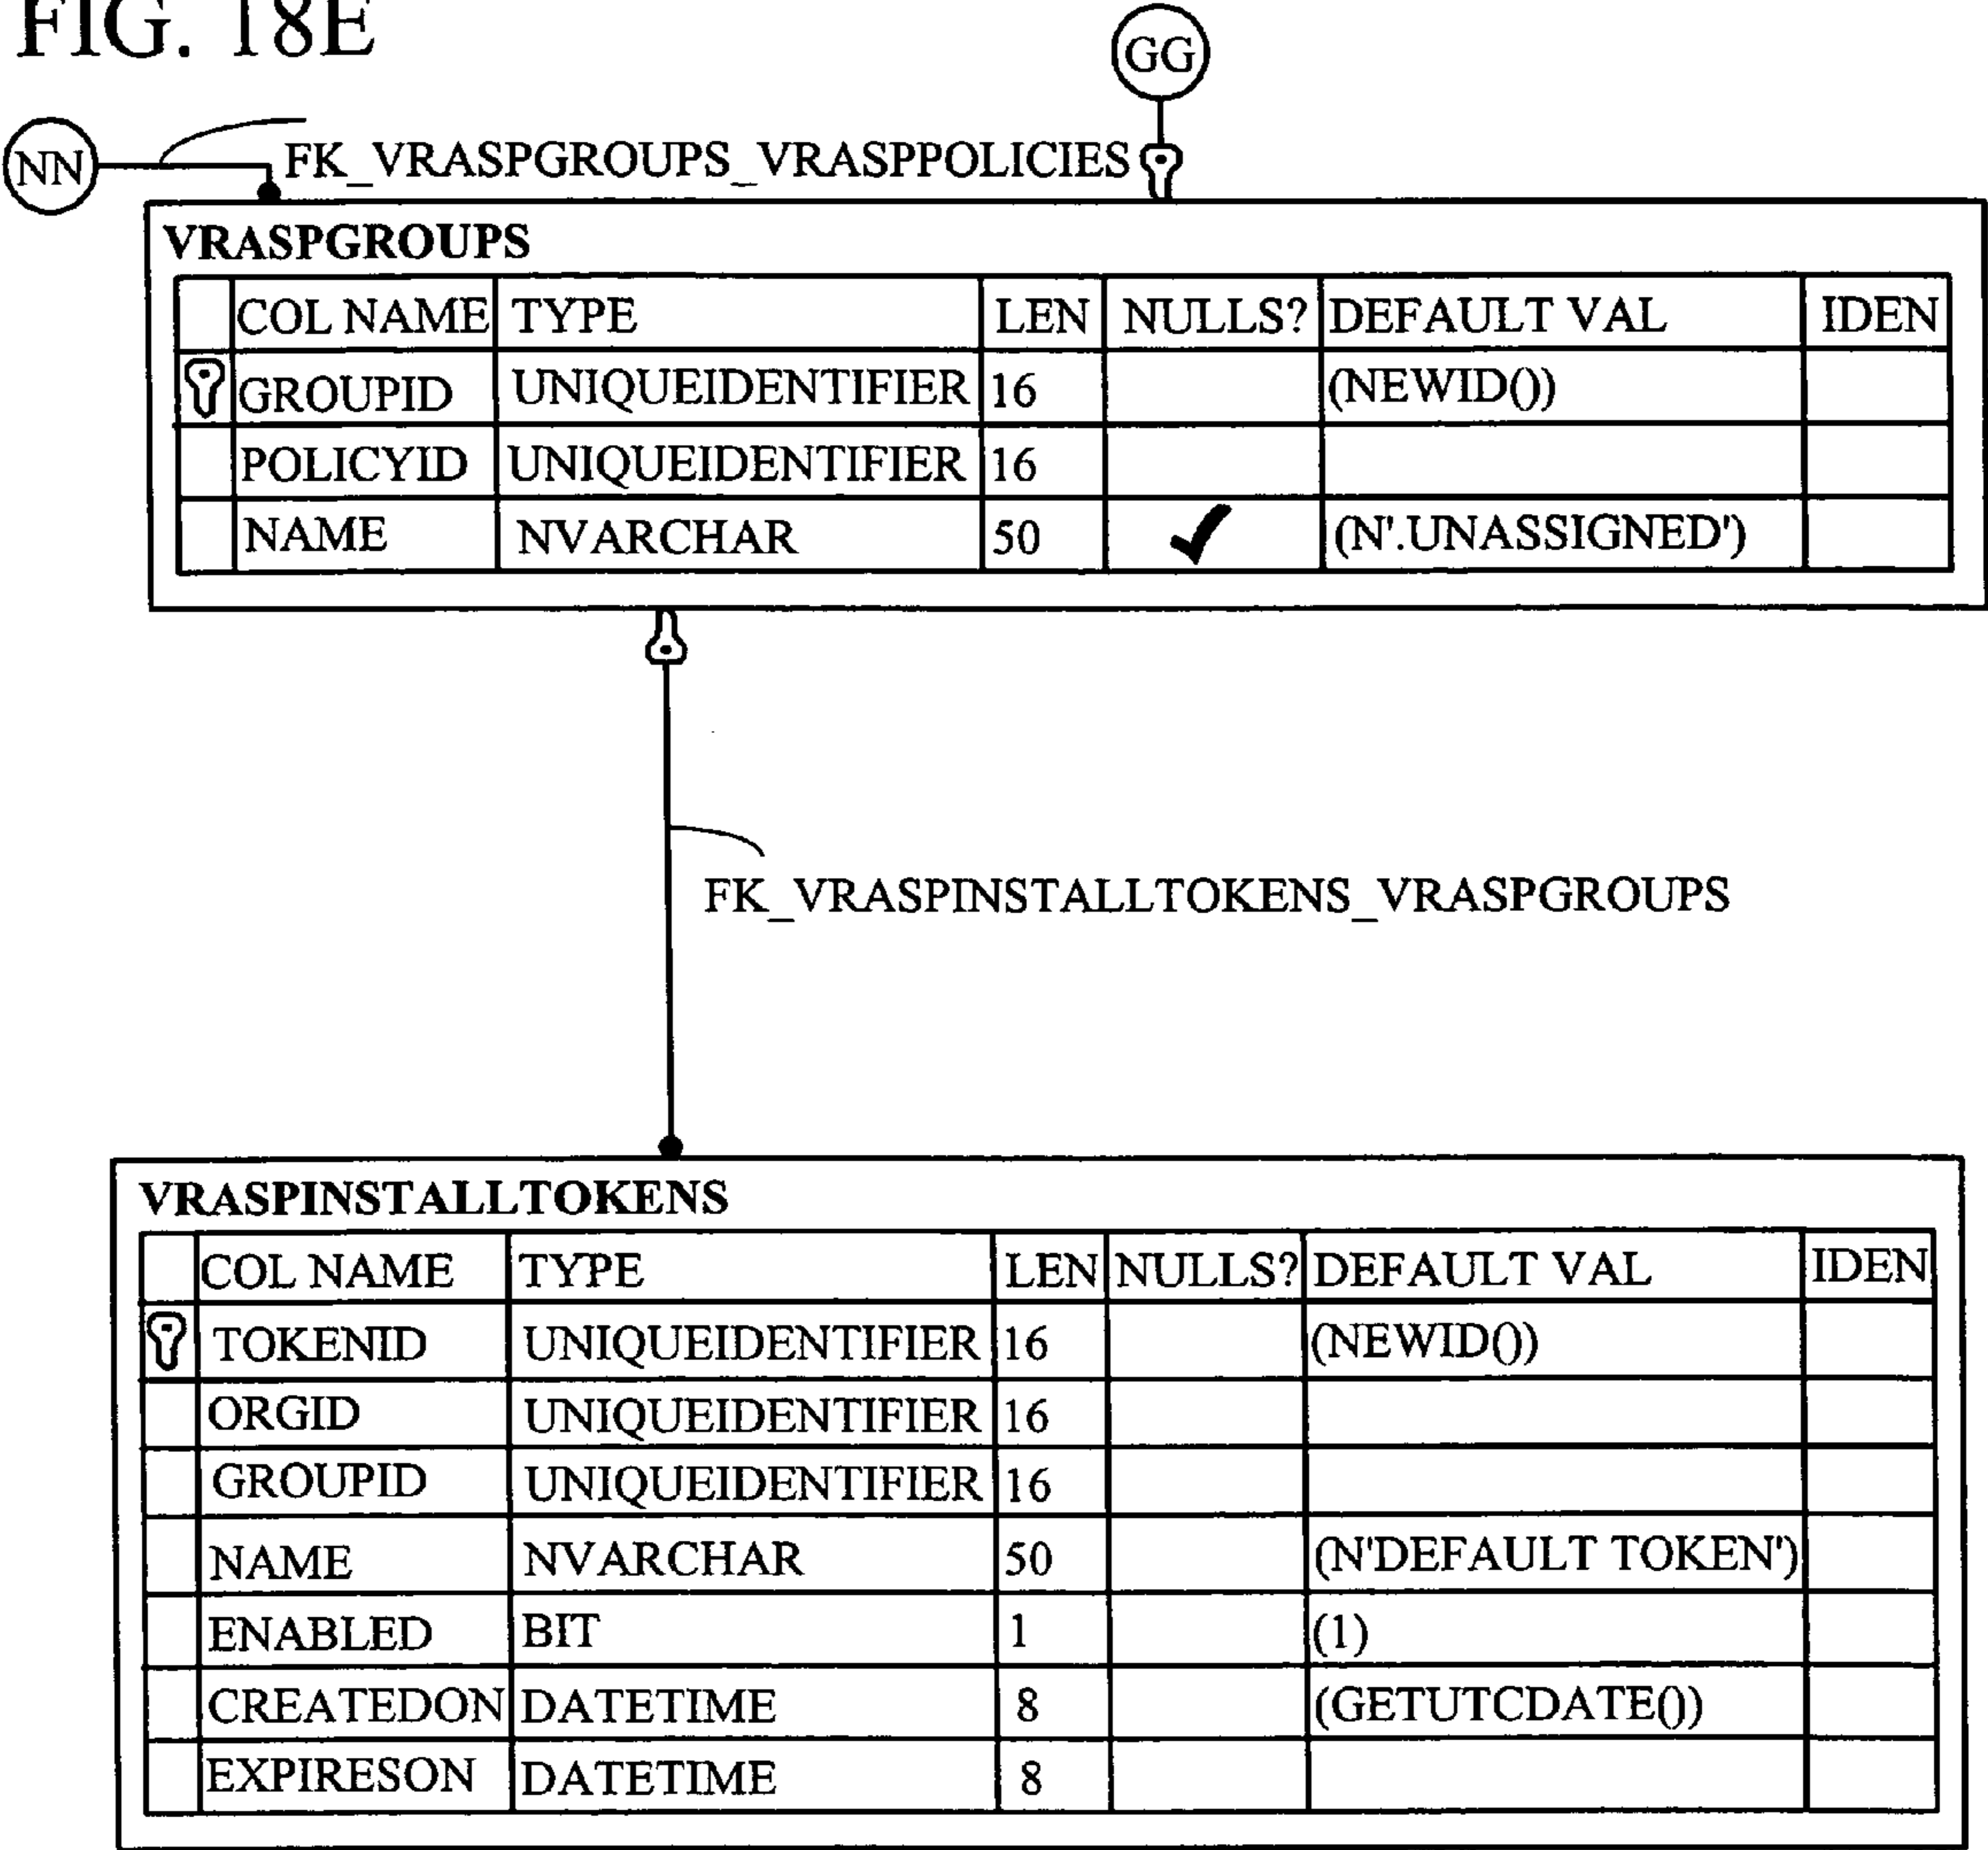 FIG. 18E
GG
NN
FK_VRASPGROUPS_VRASPPOLICIES
VRASPGROUPS
COL NAME TYPE LEN NULLS? DEFAULT VAL IDEN
GROUPID UNIQUEIDENTIFIER 16 (NEWID())
POLICYID UNIQUEIDENTIFIER 16
NAME NVARCHAR 50 ✓ (N'.UNASSIGNED')
FK_VRASPINSTALLTOKENS_VRASPGROUPS
VRASPINSTALLTOKENS
COL NAME TYPE LEN NULLS? DEFAULT VAL IDEN
TOKENID UNIQUEIDENTIFIER 16 (NEWID())
ORGID UNIQUEIDENTIFIER 16
GROUPID UNIQUEIDENTIFIER 16
NAME NVARCHAR 50 (N'DEFAULT TOKEN')
ENABLED BIT 1 (1)
CREATEDON DATETIME 8 (GETUTCDATE())
EXPIRESON DATETIME 8